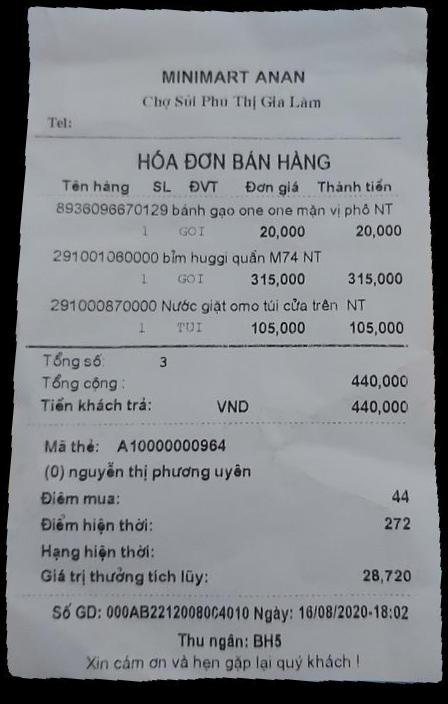 MINIMART ANAN
Chợ Sủi Phu Thị Gia Lâm
Tel:
HÓA ĐƠN BÁN HÀNG
Tên hàng SL ĐVT Đơn giá Thành tiền
8936096670129 bánh gạo one one mặn vị phô NT
1 GOI 20,000 20,000
291001060000 bỉm huggi quần M74 NT
1 GOI 315,000 315,000
291000870000 Nước giặt omo túi cửa trên NT
1 TUI 105,000 105,000
Tổng số: 3
Tổng cộng : 440,000
Tiền khách trả: VND 440,000
Mã thẻ: A10000000964
(0) nguyễn thị phương uyên
Điểm mua: 44
Điểm hiện thời: 272
Hạng hiện thời:
Giá trị thưởng tích lũy: 28,720
Số GD: 000AB2212008004010 Ngày: 16/08/2020-18:02
Thu ngân: BH5
Xin cảm ơn và hẹn gặp lại quý khách !